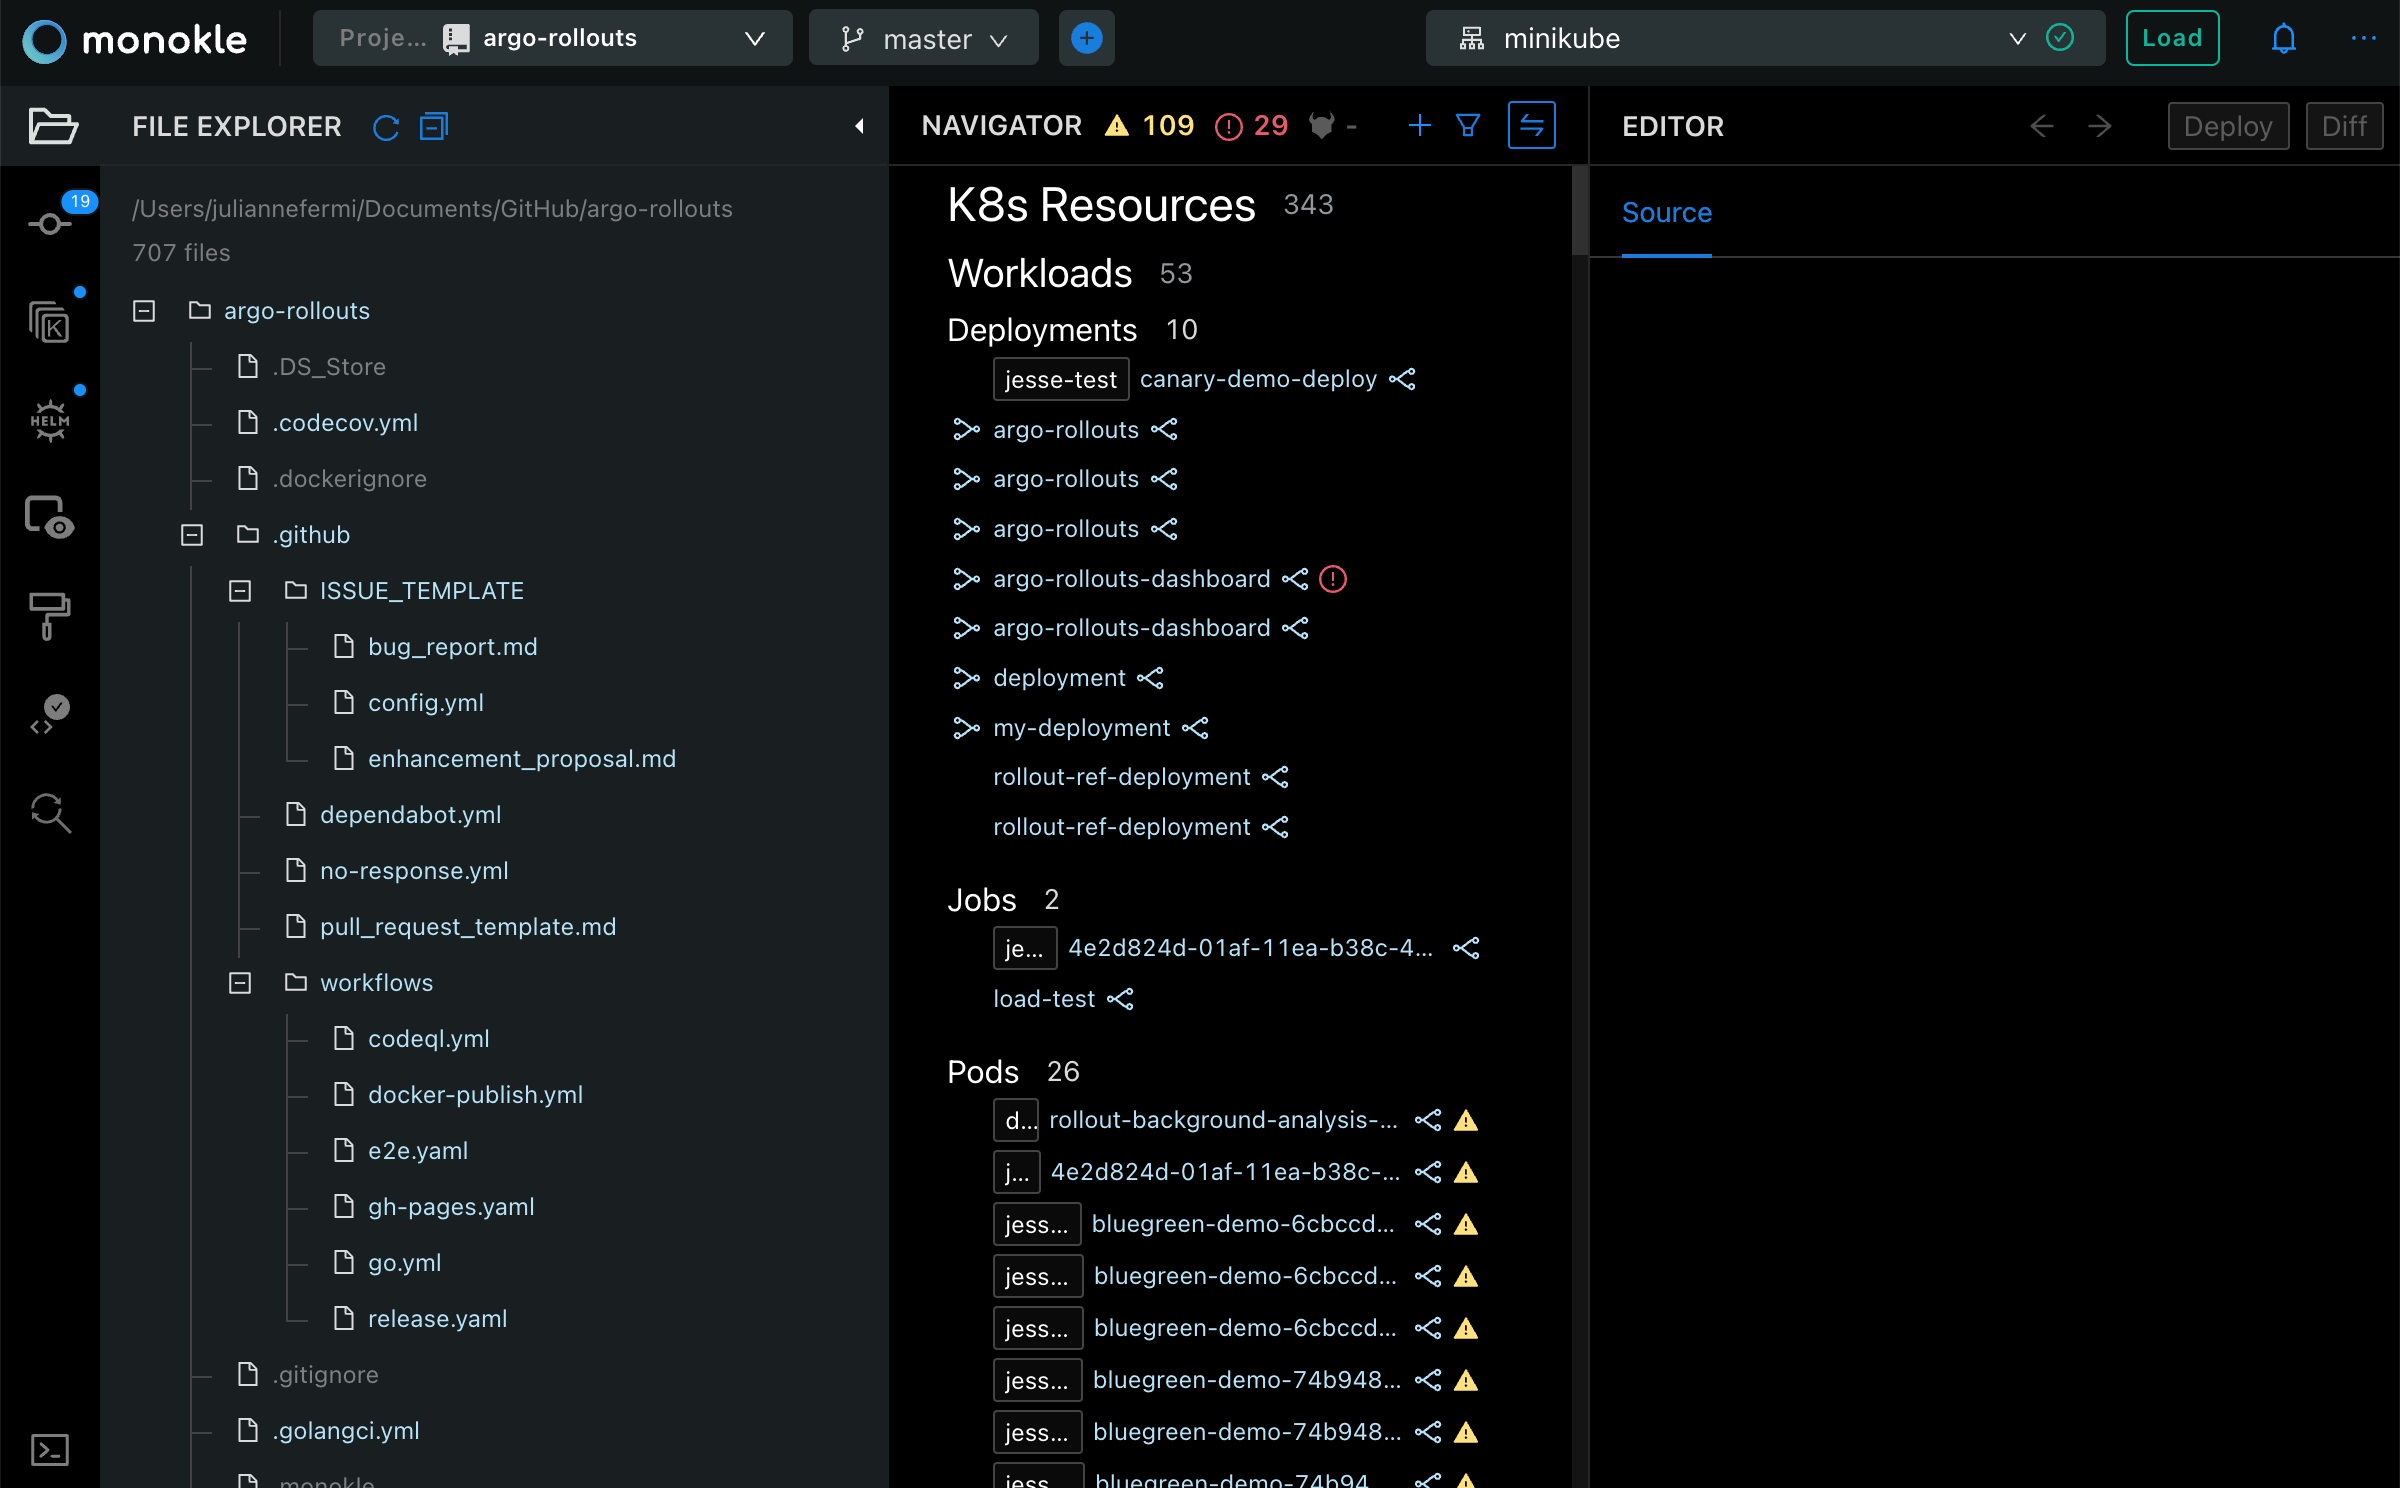 monokle
Proje... argo-rollouts
master
minikube
Load
FILE EXPLORER
NAVIGATOR 109 29 -
EDITOR
Deploy
Diff
19
HELM
/Users/juliannefermi/Documents/GitHub/argo-rollouts
707 files
argo-rollouts
.DS_Store
.codecov.yml
.dockerignore
.github
ISSUE_TEMPLATE
bug_report.md
config.yml
enhancement_proposal.md
dependabot.yml
no-response.yml
pull_request_template.md
workflows
codeql.yml
docker-publish.yml
e2e.yaml
gh-pages.yaml
go.yml
release.yaml
.gitignore
.golangci.yml
.monokle
K8s Resources 343
Workloads 53
Deployments 10
jesse-test canary-demo-deploy
argo-rollouts
argo-rollouts
argo-rollouts
argo-rollouts-dashboard
argo-rollouts-dashboard
deployment
my-deployment
rollout-ref-deployment
rollout-ref-deployment
Jobs 2
je... 4e2d824d-01af-11ea-b38c-4...
load-test
Pods 26
d... rollout-background-analysis-...
j... 4e2d824d-01af-11ea-b38c-...
jess... bluegreen-demo-6cbccd...
jess... bluegreen-demo-6cbccd...
jess... bluegreen-demo-6cbccd...
jess... bluegreen-demo-74b948...
jess... bluegreen-demo-74b948...
jess... bluegreen-demo-74b94...
Source